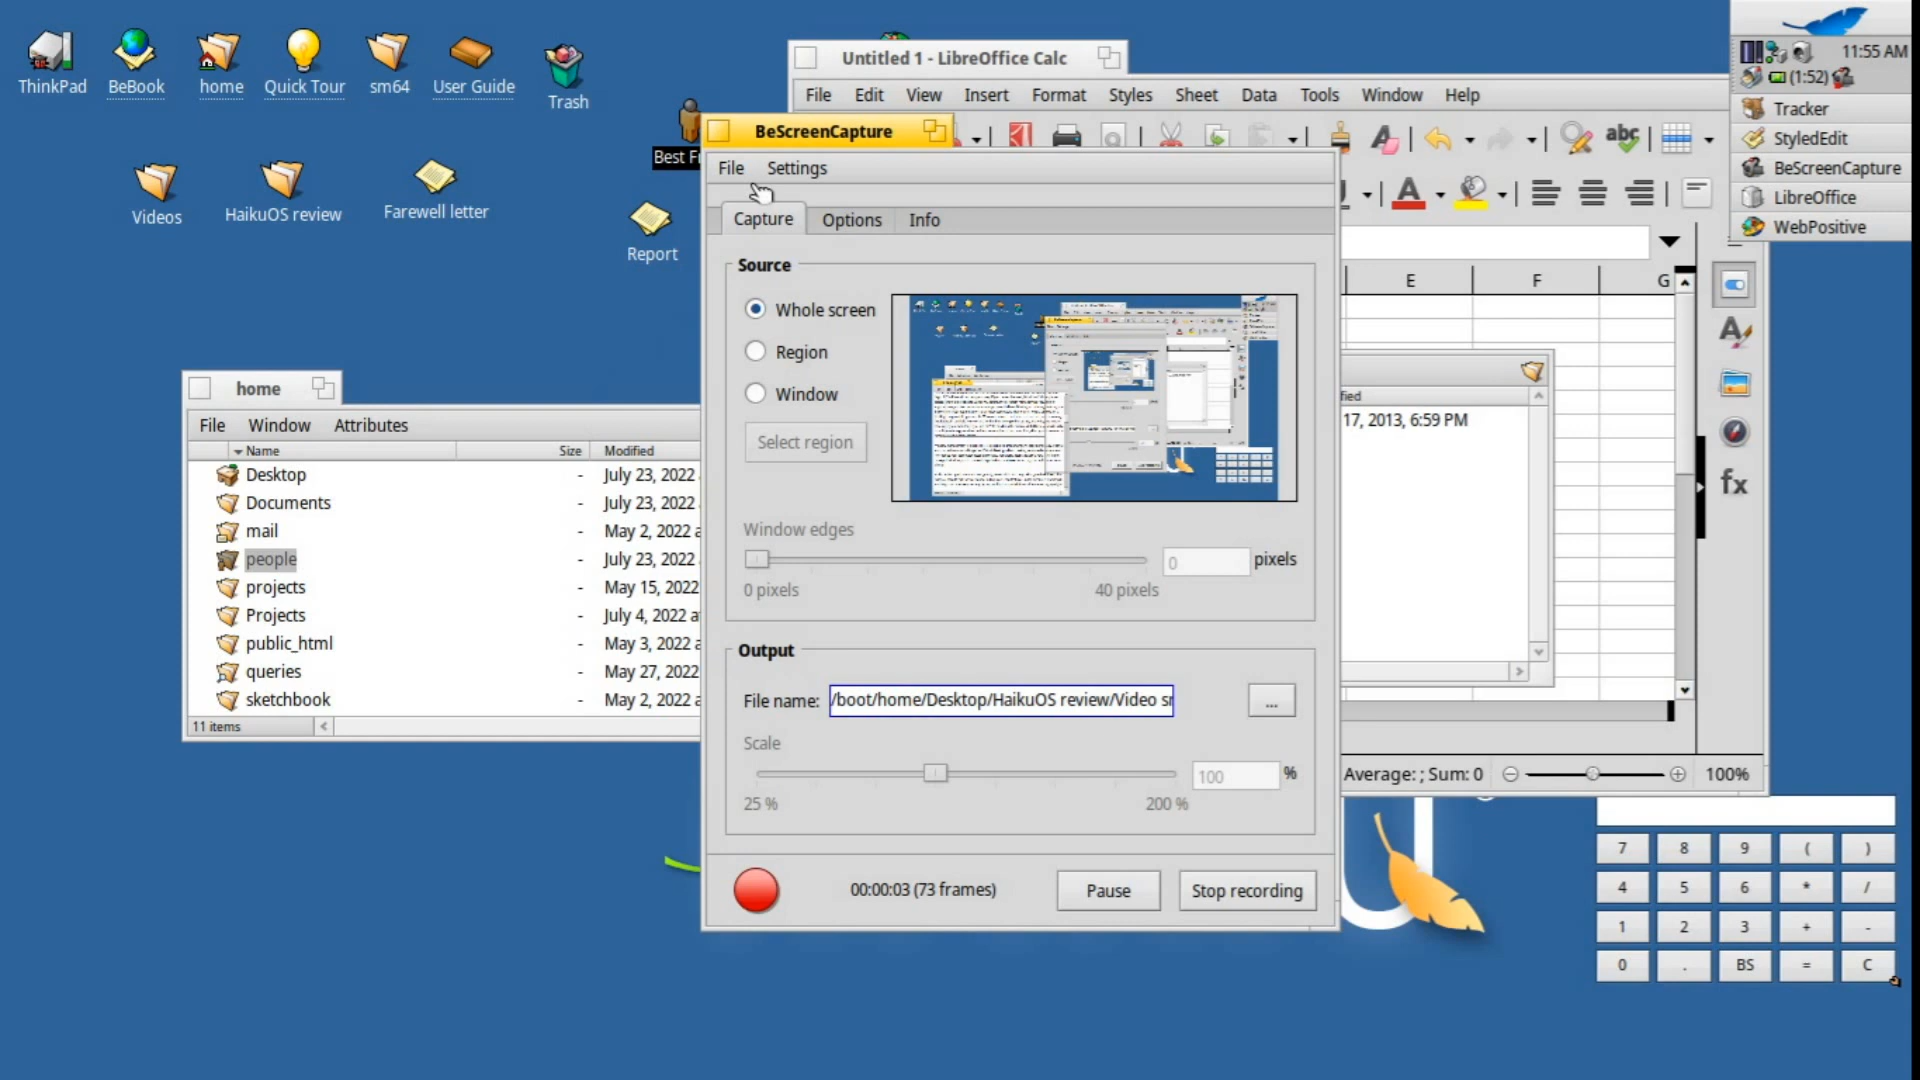 ThinkPad
BeBook
home
Quick Tour
sm64
User Guide
Trash
Videos
HaikuOS review
Farewell letter
Report
Untitled 1 - LibreOffice Calc
File Edit View Insert Format Styles Sheet Data Tools Window Help
11:55 AM
(1:52)
Tracker
StyledEdit
BeScreenCapture
LibreOffice
WebPositive
abc
A
A
fx
E F G
17, 2013, 6:59 PM
Average: ; Sum: 0
100%
BeScreenCapture
File Settings
Capture Options Info
Source
Whole screen
Region
Window
Select region
Window edges
0 pixels
0 pixels 40 pixels
Output
File name: /boot/home/Desktop/HaikuOS review/Video
...
Scale
100 %
25 % 200 %
00:00:03 (73 frames)
Pause
Stop recording
home
File Window Attributes
Name Size Modified
Desktop - July 23, 2022
Documents - July 23, 2022
mail - May 2, 2022
people - July 23, 2022
projects - May 15, 2022
Projects - July 4, 2022
public_html - May 3, 2022
queries - May 27, 2022
sketchbook - May 2, 2022
11 items
7 8 9 ( )
4 5 6 * /
1 2 3 + -
0 . BS = C